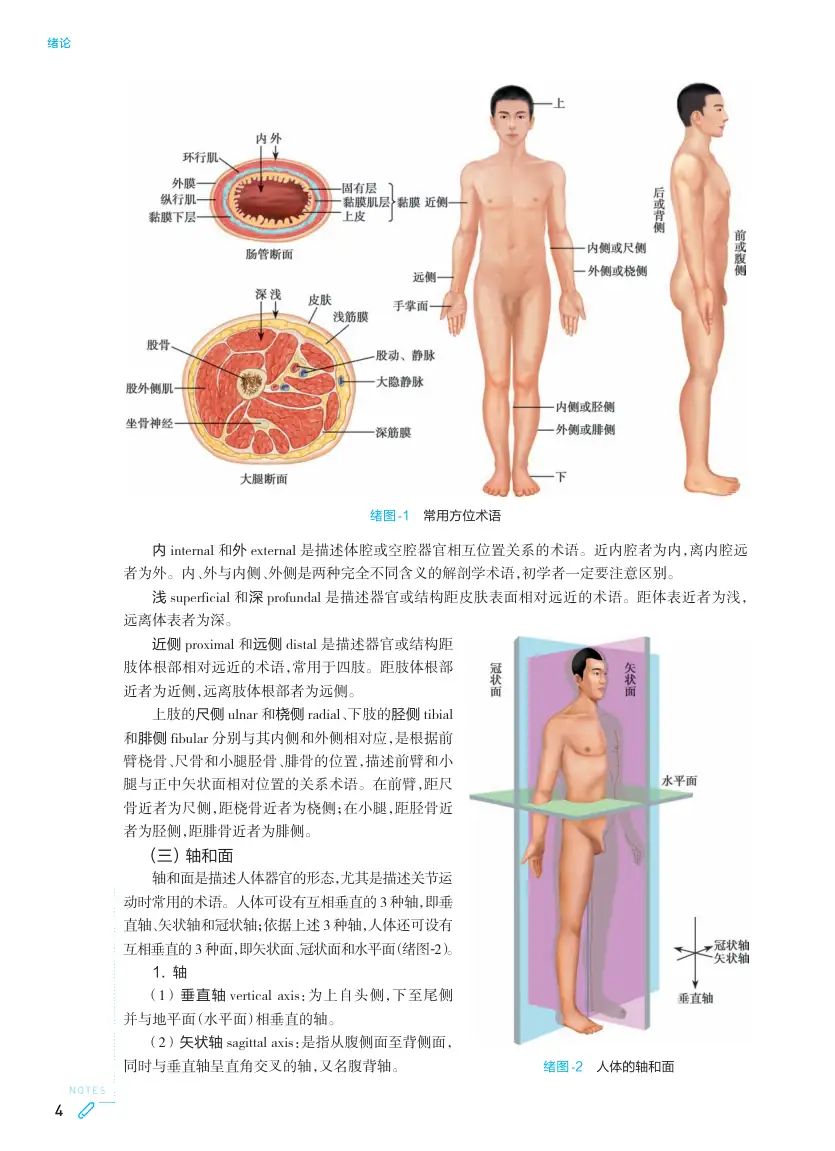 绪论
上
内 外
环行肌
外膜
纵行肌
黏膜下层
固有层
黏膜肌层
上皮
黏膜
肠管断面
近侧
远侧
手掌面
内侧或尺侧
外侧或桡侧
后或背侧
前或腹侧
深 浅
皮肤
浅筋膜
股骨
股动、静脉
股外侧肌
大隐静脉
坐骨神经
深筋膜
大腿断面
内侧或胫侧
外侧或腓侧
下
绪图-1 常用方位术语
内 internal 和外 external 是描述体腔或空腔器官相互位置关系的术语。近内腔者为内,离内腔远
者为外。内、外与内侧、外侧是两种完全不同含义的解剖学术语,初学者一定要注意区别。
浅 superficial 和深 profundal 是描述器官或结构距皮肤表面相对远近的术语。距体表近者为浅,
远离体表者为深。
近侧 proximal 和远侧 distal 是描述器官或结构距
肢体根部相对远近的术语,常用于四肢。距肢体根部
近者为近侧,远离肢体根部者为远侧。
上肢的尺侧 ulnar 和桡侧 radial、下肢的胫侧 tibial
和腓侧 fibular 分别与其内侧和外侧相对应,是根据前
臂桡骨、尺骨和小腿胫骨、腓骨的位置,描述前臂和小
腿与正中矢状面相对位置的关系术语。在前臂,距尺
骨近者为尺侧,距桡骨近者为桡侧;在小腿,距胫骨近
者为胫侧,距腓骨近者为腓侧。
(三)轴和面
轴和面是描述人体器官的形态,尤其是描述关节运
动时常用的术语。人体可设有互相垂直的 3 种轴,即垂
直轴、矢状轴和冠状轴;依据上述 3 种轴,人体还可设有
互相垂直的 3 种面,即矢状面、冠状面和水平面(绪图-2)。
1. 轴
(1)垂直轴 vertical axis:为上自头侧,下至尾侧
并与地平面(水平面)相垂直的轴。
(2)矢状轴 sagittal axis:是指从腹侧面至背侧面,
同时与垂直轴呈直角交叉的轴,又名腹背轴。
冠状面
矢状面
水平面
冠状轴
矢状轴
垂直轴
绪图-2 人体的轴和面
NOTES
4